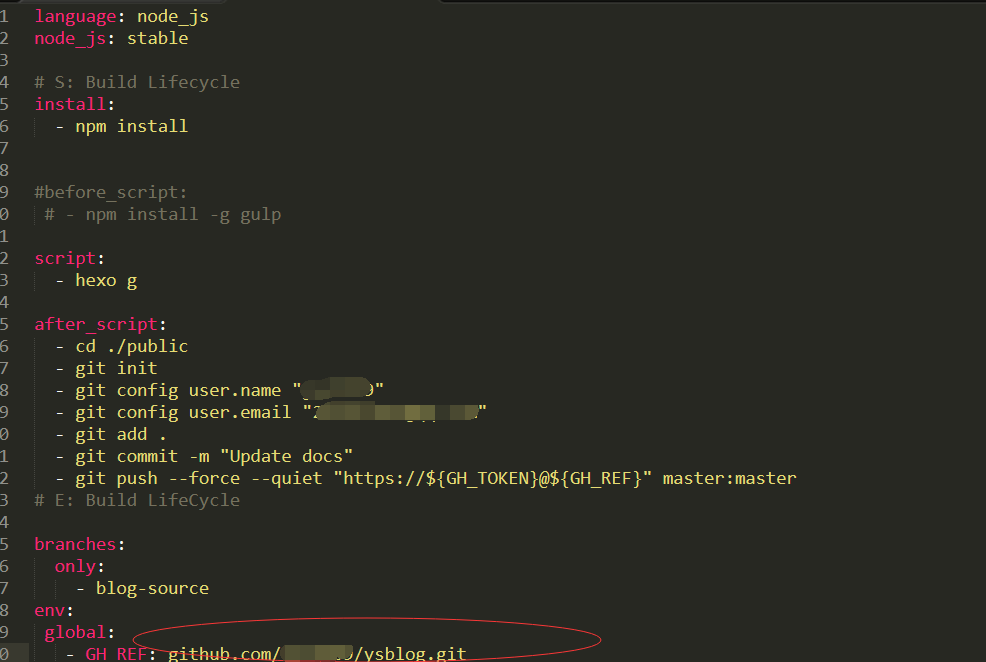 1 language: node_js
2 node_js: stable
3
4 # S: Build Lifecycle
5 install:
6 - npm install
7
8
9 #before_script:
0 # - npm install -g gulp
1
2 script:
3 - hexo g
4
5 after_script:
6 - cd ./public
7 - git init
8 - git config user.name "9"
9 - git config user.email "2"
0 - git add .
1 - git commit -m "Update docs"
2 - git push --force --quiet "https://${GH_TOKEN}@${GH_REF}" master:master
3 # E: Build LifeCycle
4
5 branches:
6 only:
7 - blog-source
8 env:
9 global:
0 - GH_REF: github.com/ /ysblog.git